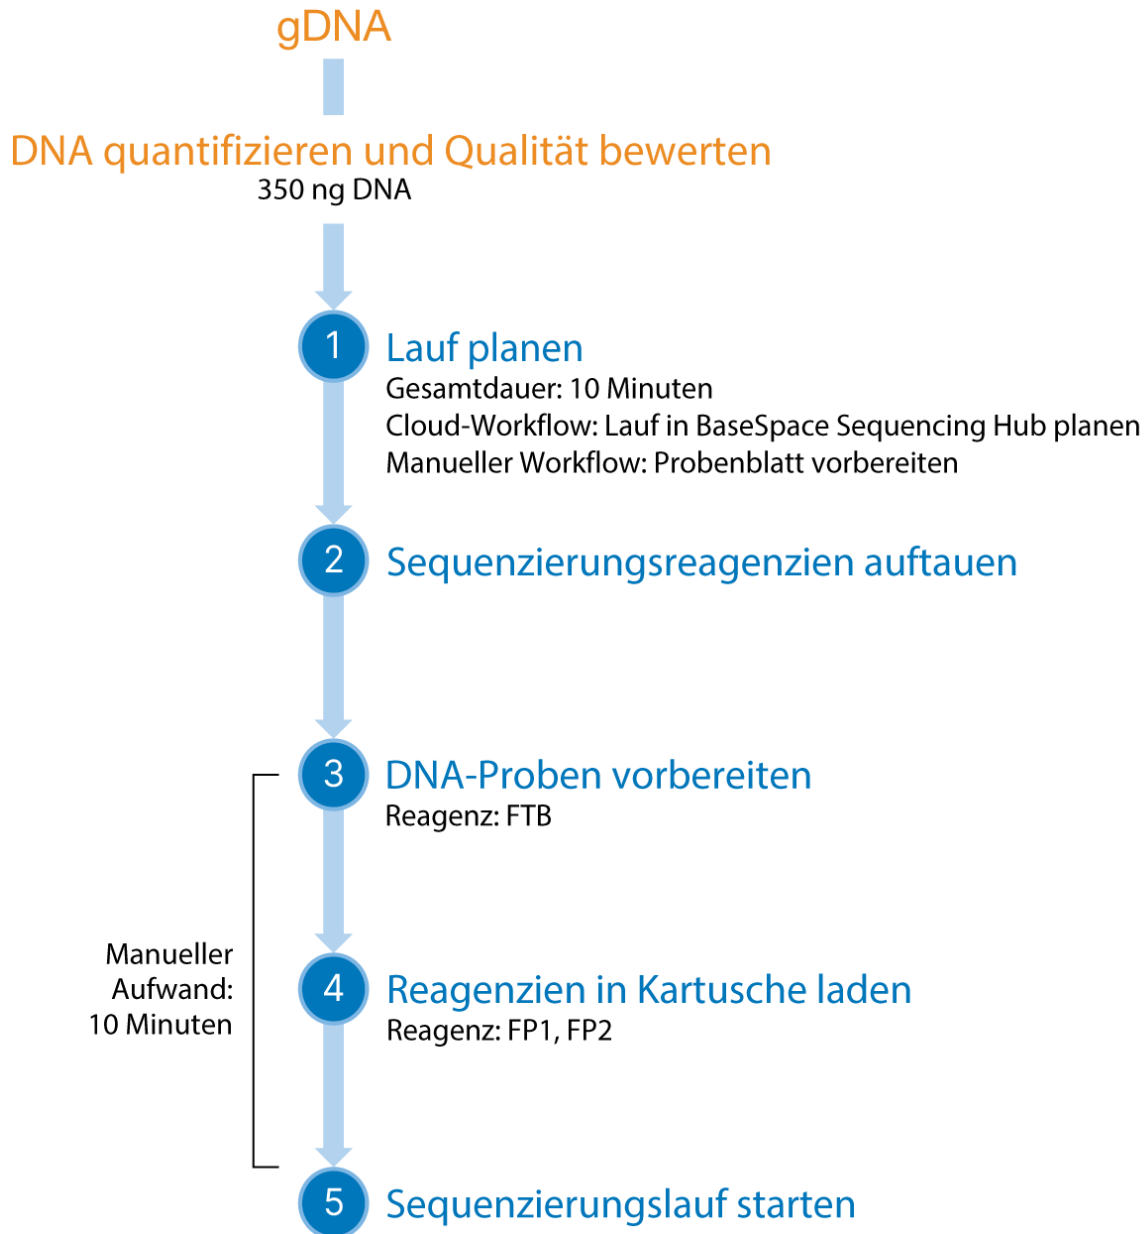 gDNA
DNA quantifizieren und Qualität bewerten
350 ng DNA
1
Lauf planen
Gesamtdauer: 10 Minuten
Cloud-Workflow: Lauf in BaseSpace Sequencing Hub planen
Manueller Workflow: Probenblatt vorbereiten
2
Sequenzierungsreagenzien auftauen
3
DNA-Proben vorbereiten
Reagenz: FTB
Manueller
Aufwand:
10 Minuten
4
Reagenzien in Kartusche laden
Reagenz: FP1, FP2
5
Sequenzierungslauf starten